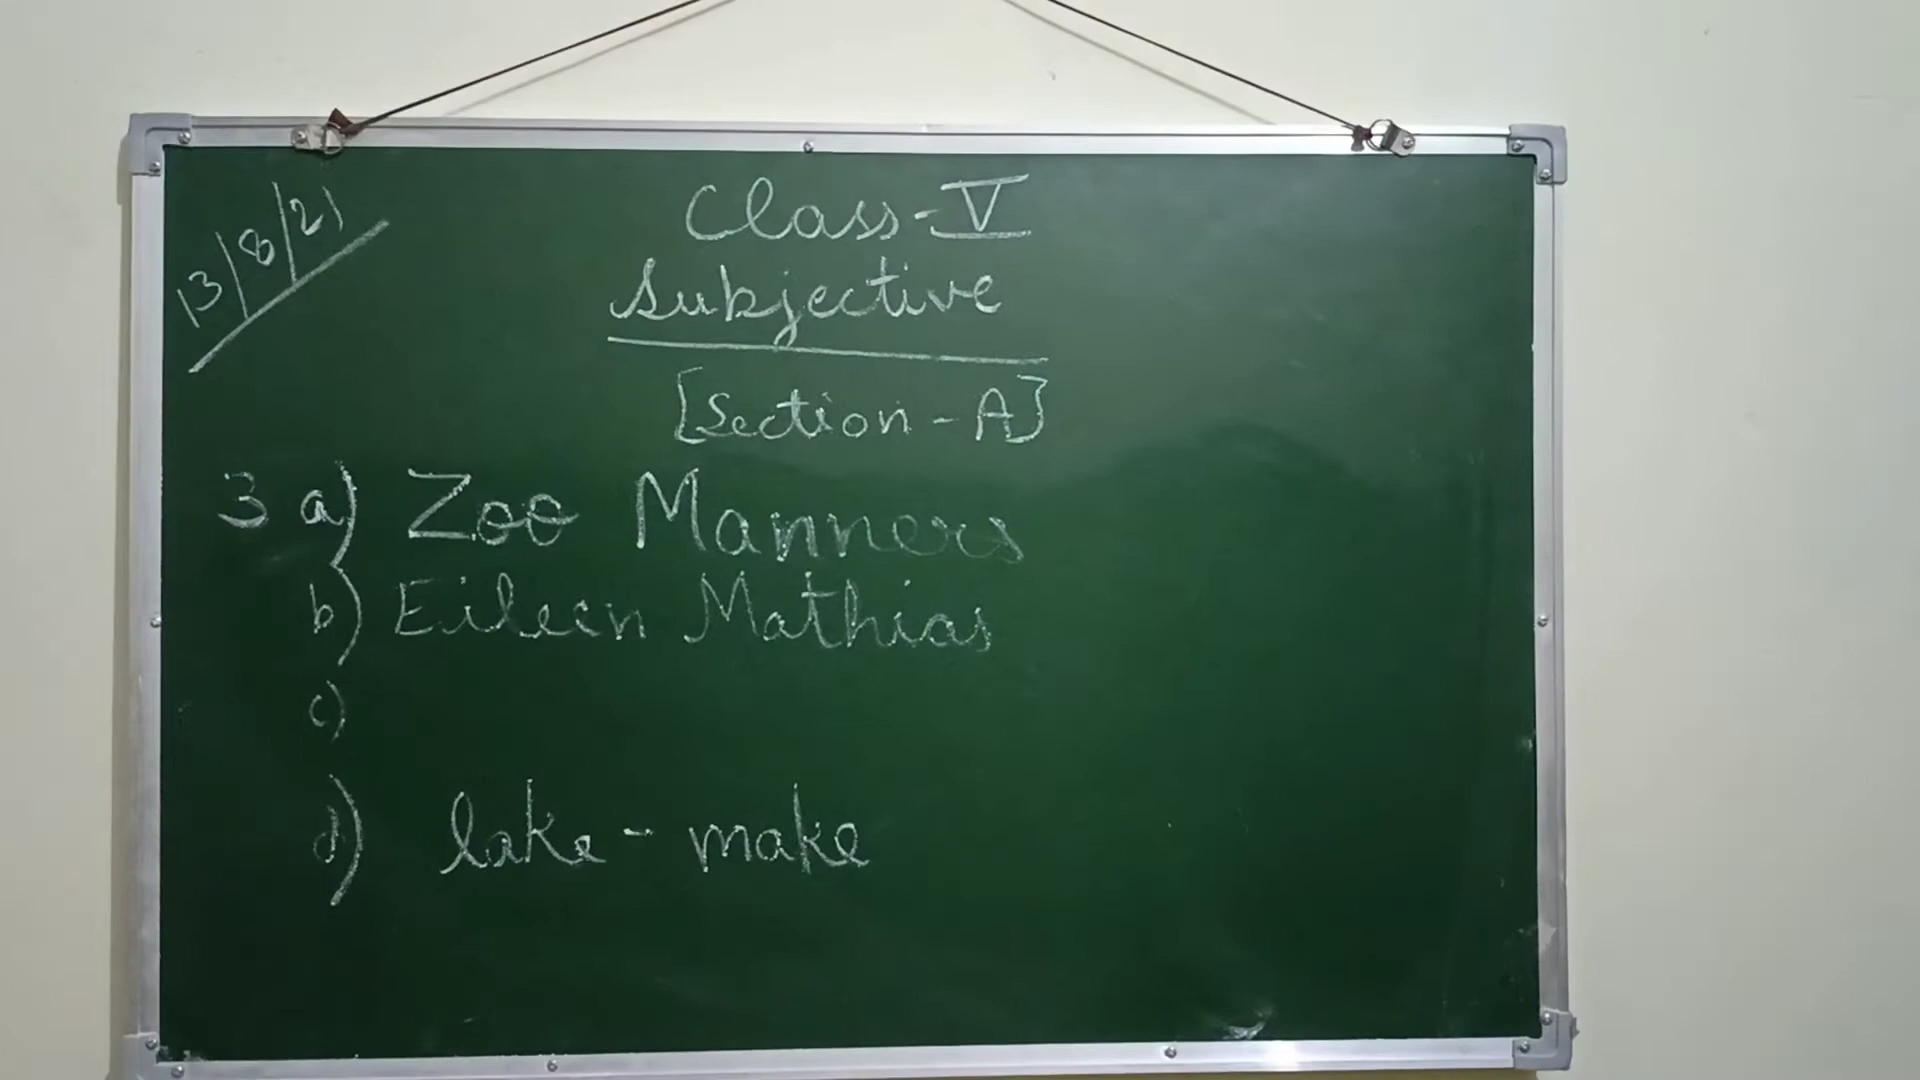 13/8/21
Class-V
Subjective
[Section-A]
3 a) Zoo Manners
b) Eileen Mathias
c)
d) lake - make